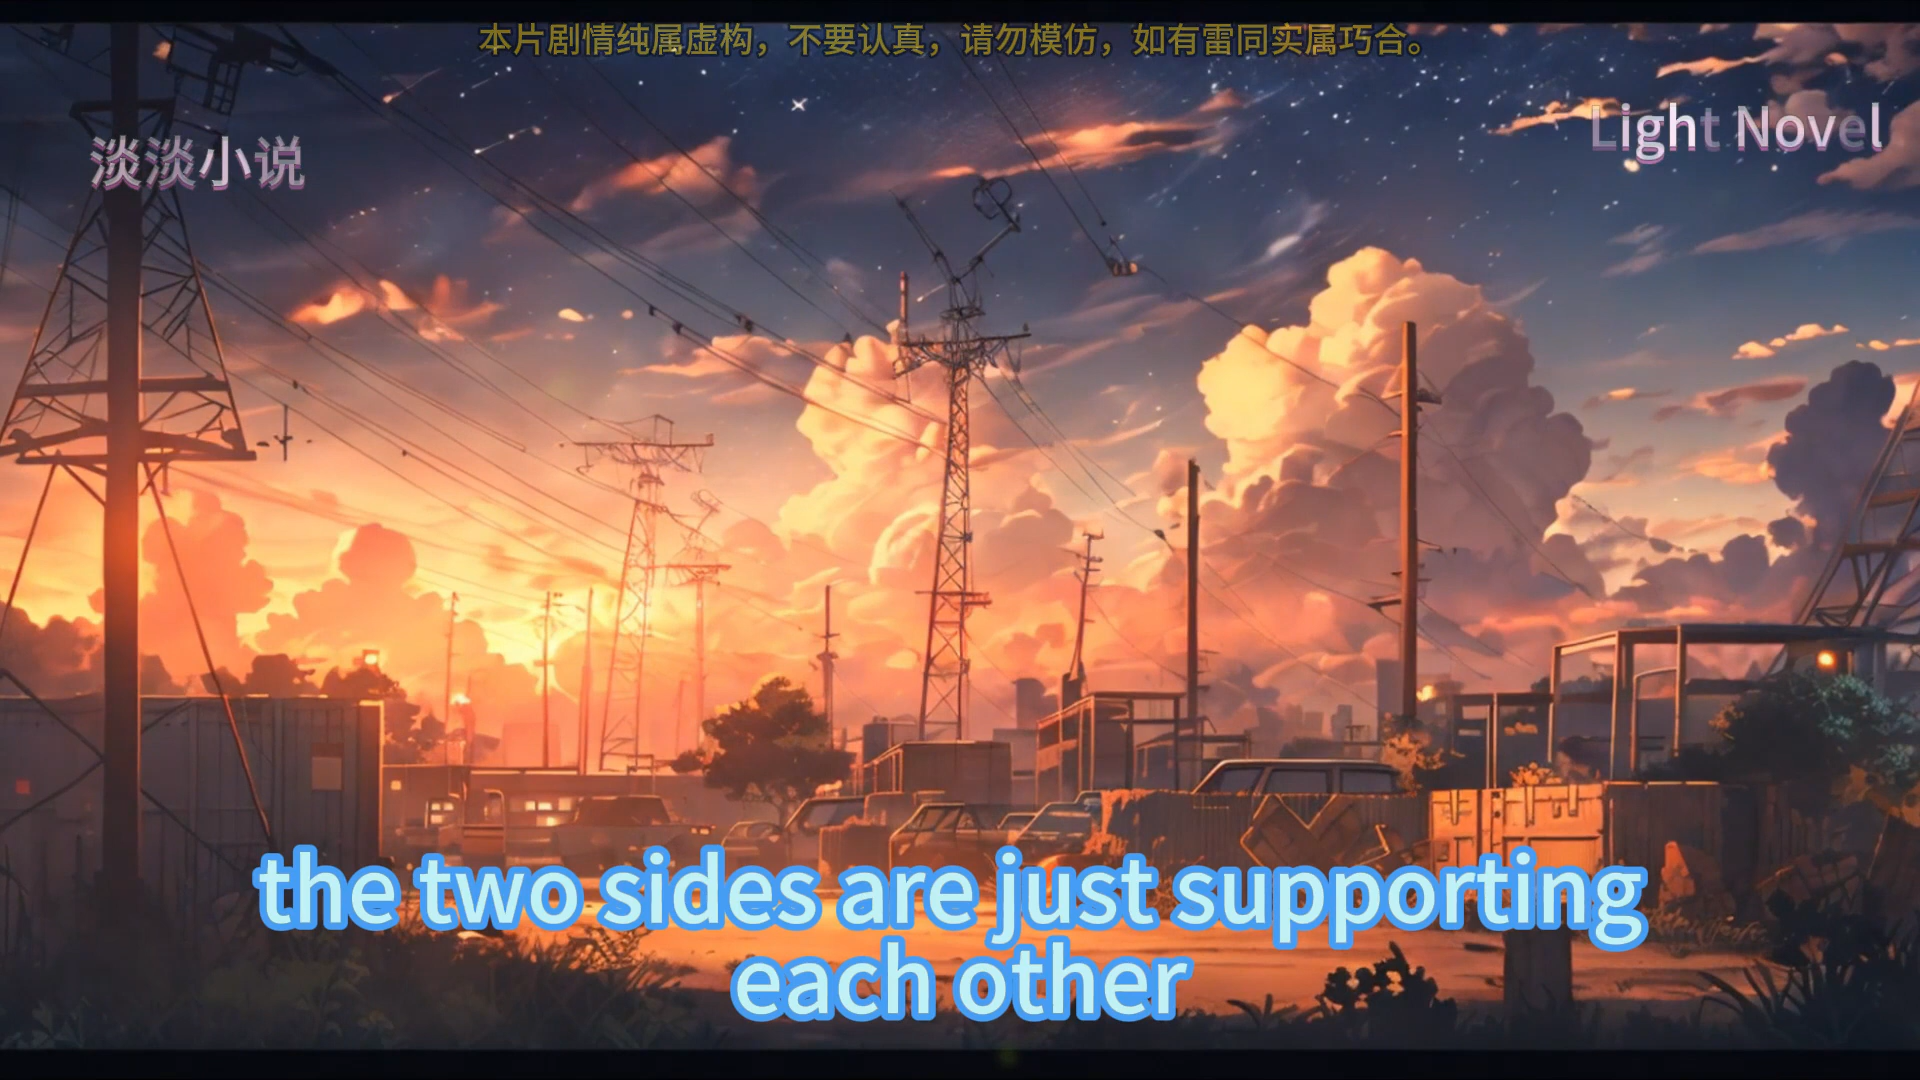 本片剧情纯属虚构，不要认真，请勿模仿，如有雷同实属巧合。
Light Novel
淡淡小说
the two sides are just supporting
each other